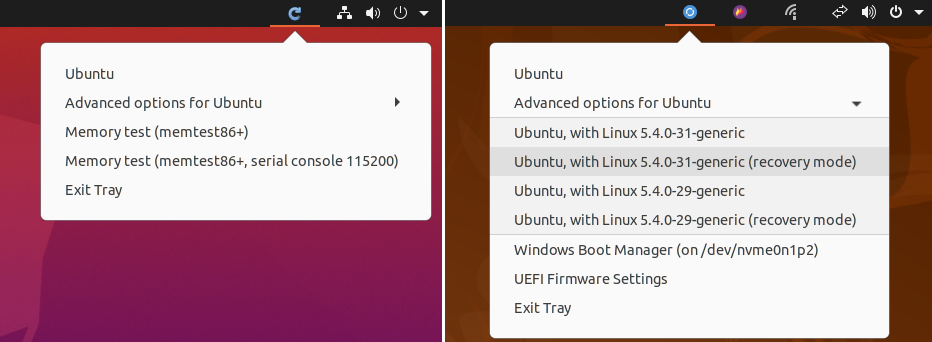 Ubuntu
Advanced options for Ubuntu
Memory test (memtest86+)
Memory test (memtest86+, serial console 115200)
Exit Tray
Ubuntu
Advanced options for Ubuntu
Ubuntu, with Linux 5.4.0-31-generic
Ubuntu, with Linux 5.4.0-31-generic (recovery mode)
Ubuntu, with Linux 5.4.0-29-generic
Ubuntu, with Linux 5.4.0-29-generic (recovery mode)
Windows Boot Manager (on /dev/nvme0n1p2)
UEFI Firmware Settings
Exit Tray